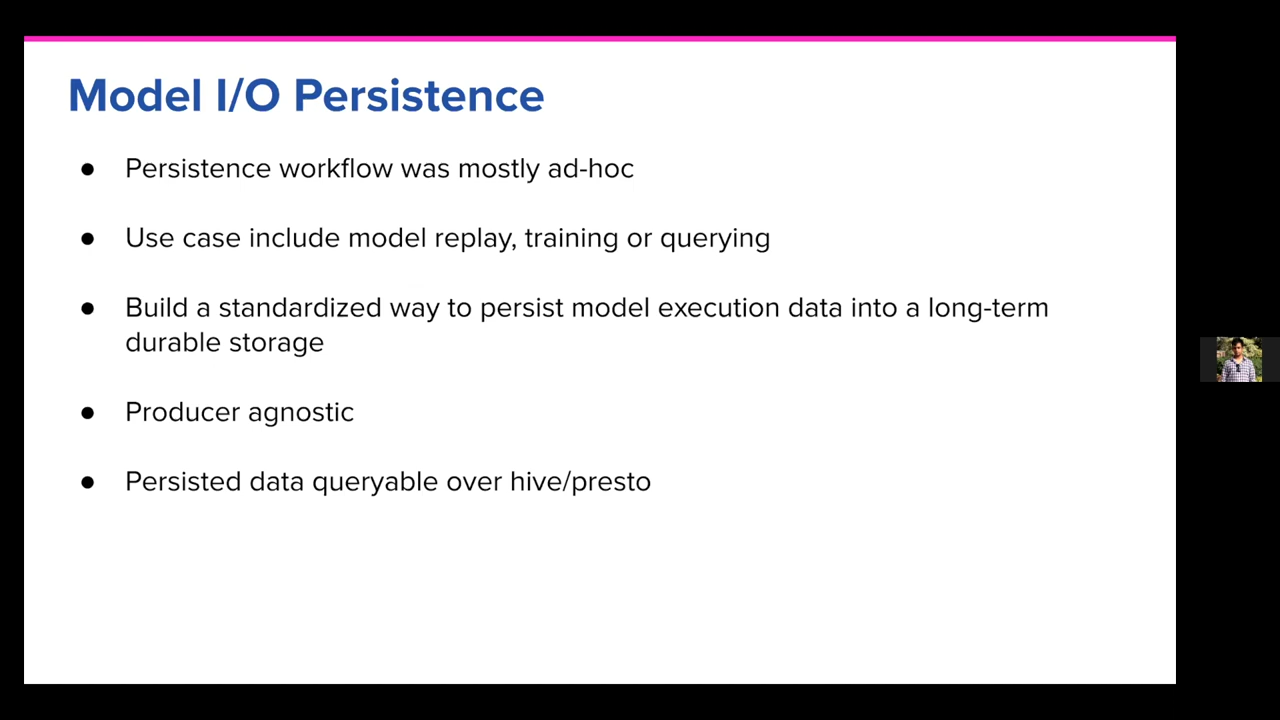 Model I/O Persistence
● Persistence workflow was mostly ad-hoc
● Use case include model replay, training or querying
● Build a standardized way to persist model execution data into a long-term
durable storage
● Producer agnostic
● Persisted data queryable over hive/presto